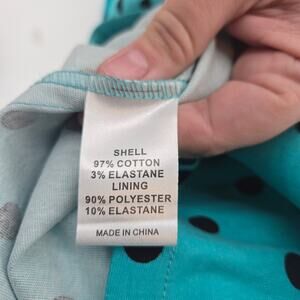 SHELL
97% COTTON
3% ELASTANE
LINING
90% POLYESTER
10% ELASTANE
MADE IN CHINA